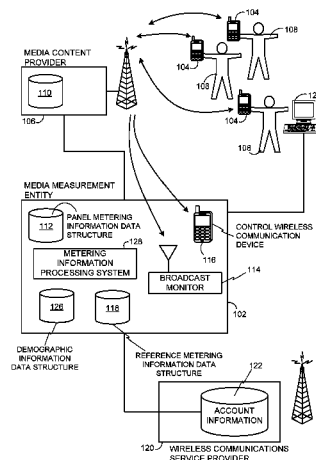 104
108
104
MEDIA CONTENT
PROVIDER
110
106
108
104
12
108
MEDIA MEASUREMENT
ENTITY
PANEL METERING
INFORMATION DATA
STRUCTURE
112
128
METERING
INFORMATION
PROCESSING SYSTEM
116
CONTROL WIRELESS
COMMUNICATION
DEVICE
BROADCAST
MONITOR
114
126
118
102
DEMOGRAPHIC
INFORMATION
DATA STRUCTURE
REFERENCE METERING
INFORMATION DATA
STRUCTURE
122
ACCOUNT
INFORMATION
120
WIRELESS COMMUNICATIONS
SERVICE PROVIDER